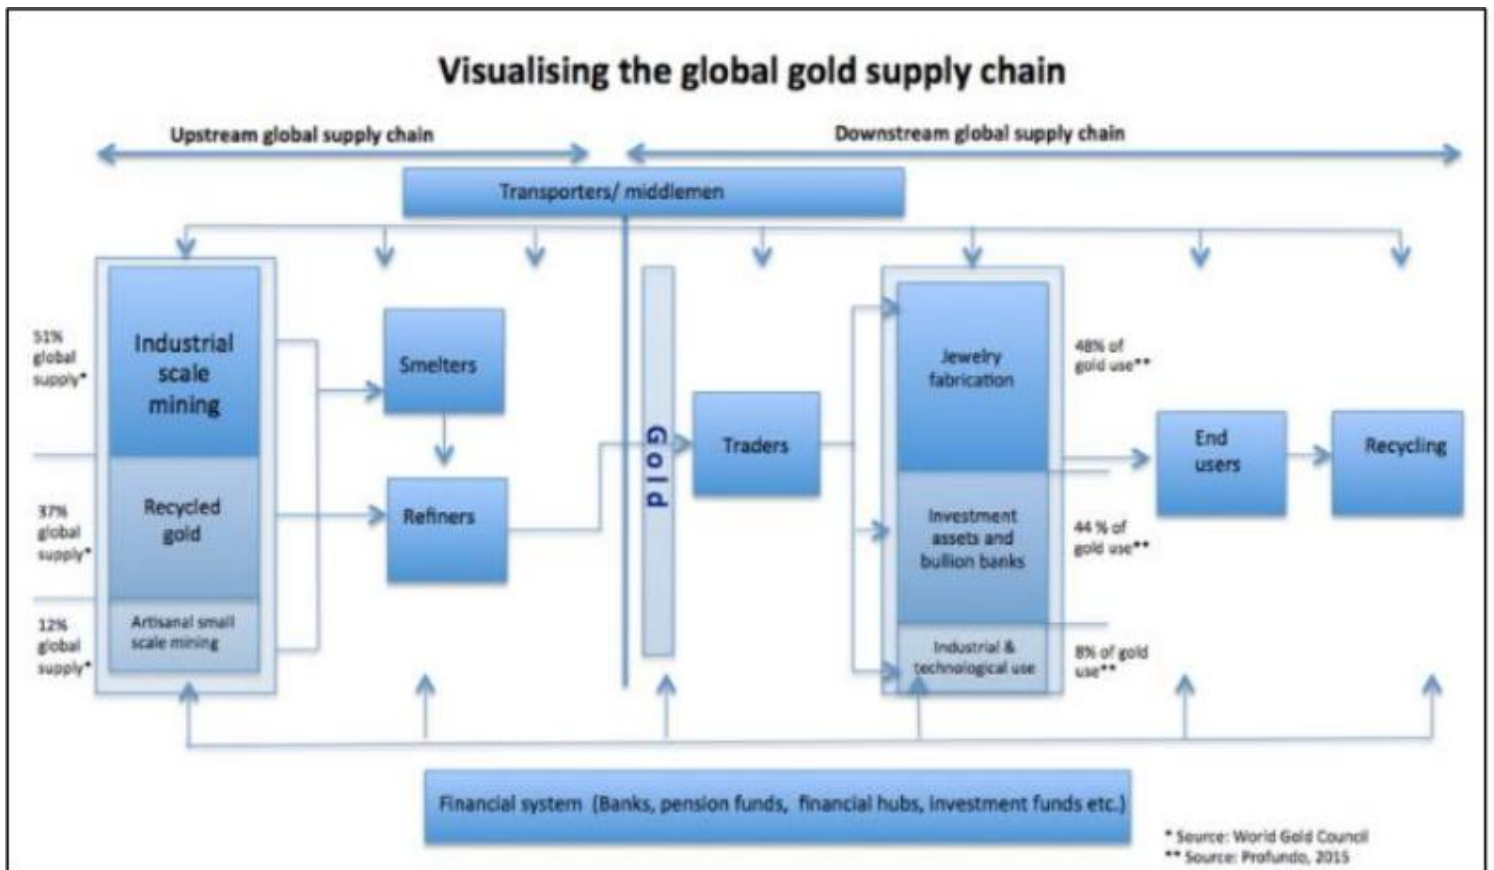 Visualising the global gold supply chain
Upstream global supply chain
Downstream global supply chain
Transporters/ middlemen
51%
global
supply*
Industrial
scale
mining
37%
global
supply*
Recycled
gold
12%
global
supply*
Artisanal small
scale mining
Smelters
Refiners
Gold
Traders
Jewelry
fabrication
48% of
gold use**
Investment
assets and
bullion banks
44 % of
gold use**
Industrial &
technological use
8% of gold
use**
End
users
Recycling
Financial system (Banks, pension funds, financial hubs, investment funds etc.)
* Source: World Gold Council
** Source: Profundo, 2015